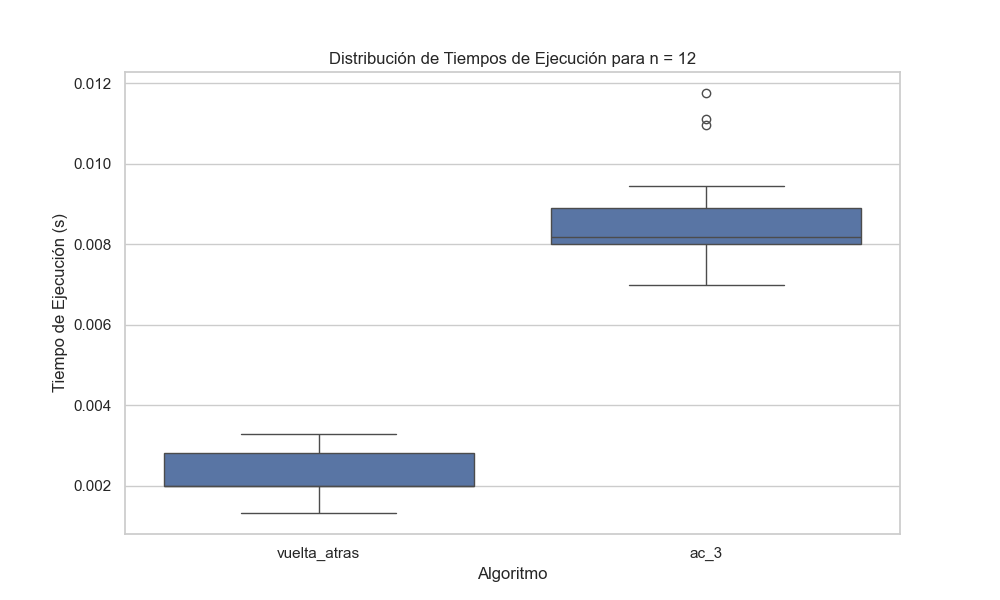 Distribución de Tiempos de Ejecución para n = 12
0.012
0.010
0.008
0.006
0.004
0.002
Tiempo de Ejecución (s)
vuelta_atras
ac_3
Algoritmo